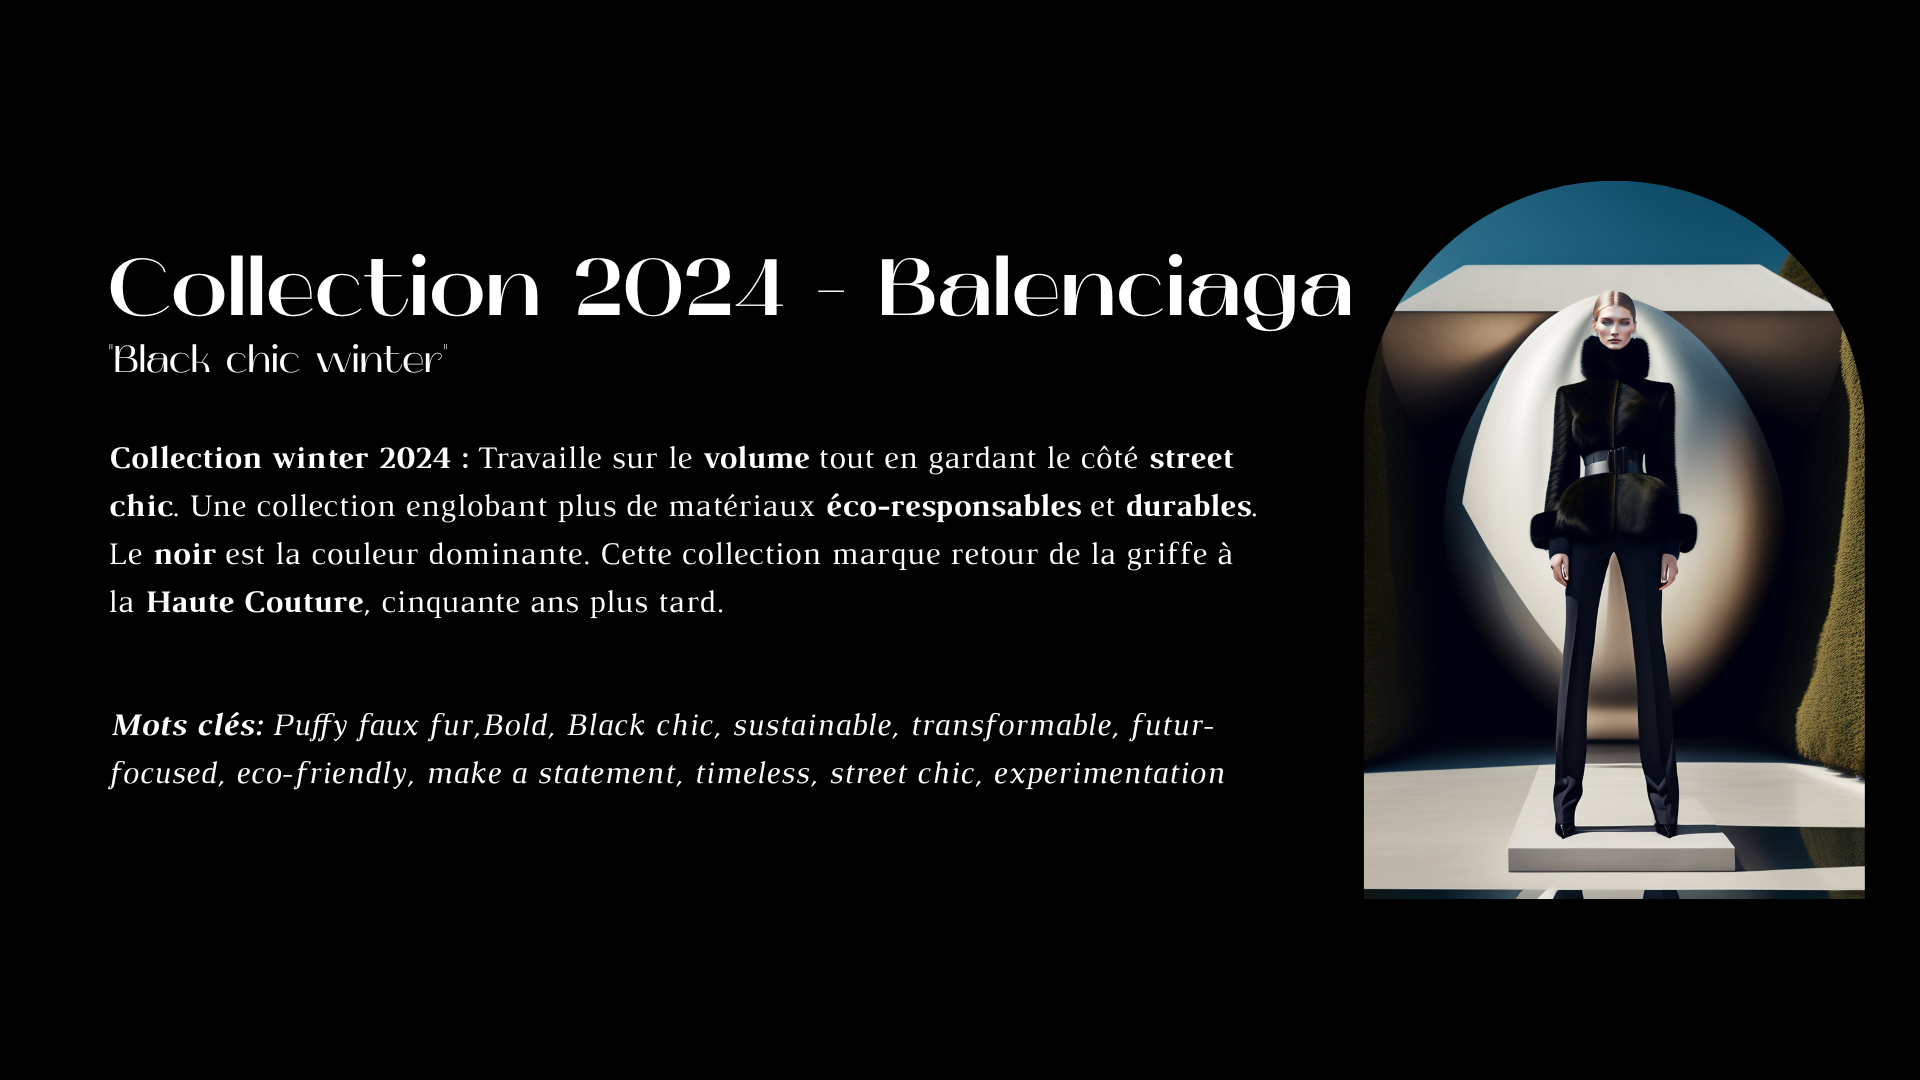 Collection 2024 - Balenciaga
"Black chic winter"
Collection winter 2024 : Travaille sur le volume tout en gardant le côté street
chic. Une collection englobant plus de matériaux éco-responsables et durables.
Le noir est la couleur dominante. Cette collection marque retour de la griffe à
la Haute Couture, cinquante ans plus tard.
Mots clés: Puffy faux fur,Bold, Black chic, sustainable, transformable, futur-
focused, eco-friendly, make a statement, timeless, street chic, experimentation